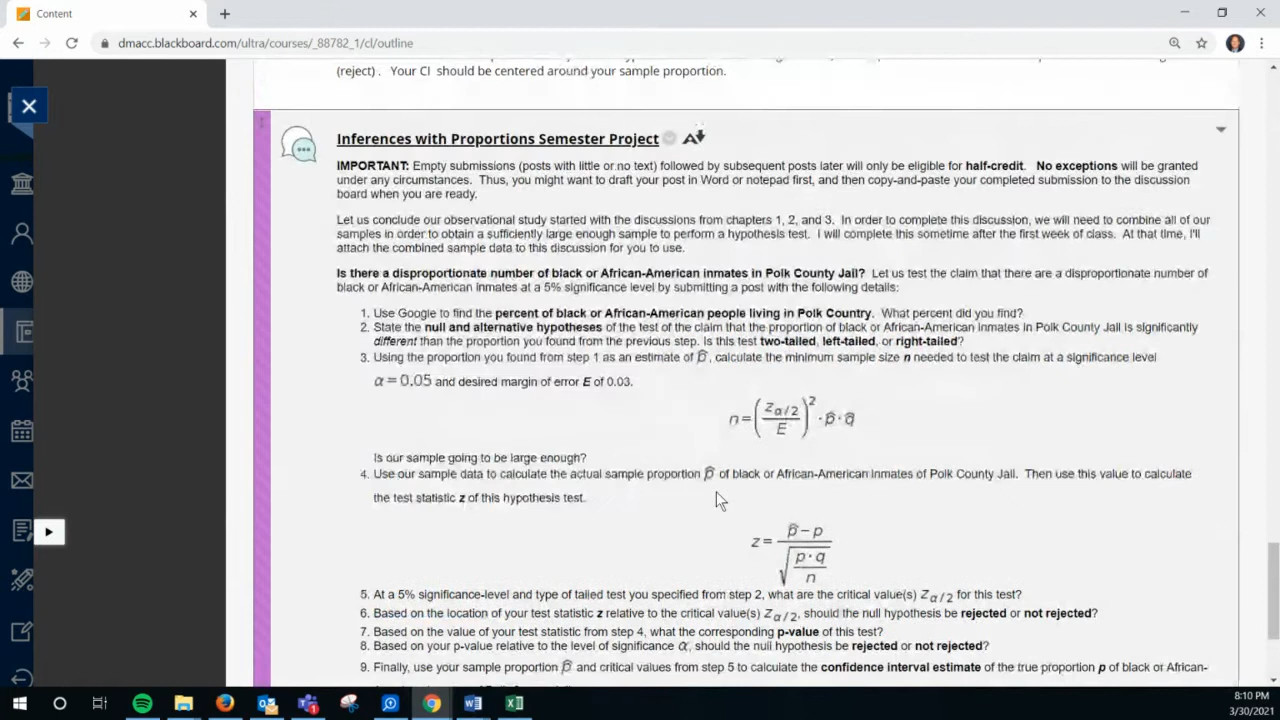 Content
dmacc.blackboard.com/ultra/courses/_88782_1/cl/outline
(reject) . Your CI should be centered around your sample proportion.
Inferences with Proportions Semester Project
IMPORTANT: Empty submissions (posts with little or no text) followed by subsequent posts later will only be eligible for half-credit. No exceptions will be granted
under any circumstances. Thus, you might want to draft your post in Word or notepad first, and then copy-and-paste your completed submission to the discussion
board when you are ready.
Let us conclude our observational study started with the discussions from chapters 1, 2, and 3. In order to complete this discussion, we will need to combine all of our
samples in order to obtain a sufficiently large enough sample to perform a hypothesis test. I will complete this sometime after the first week of class. At that time, I'll
attach the combined sample data to this discussion for you to use.
Is there a disproportionate number of black or African-American inmates in Polk County Jail? Let us test the claim that there are a disproportionate number of
black or African-American inmates at a 5% significance level by submitting a post with the following details:
1. Use Google to find the percent of black or African-American people living in Polk Country. What percent did you find?
2. State the null and alternative hypotheses of the test of the claim that the proportion of black or African-American inmates in Polk County Jail is significantly
different than the proportion you found from the previous step. Is this test two-tailed, left-tailed, or right-tailed?
3. Using the proportion you found from step 1 as an estimate of p̂, calculate the minimum sample size n needed to test the claim at a significance level
α = 0.05 and desired margin of error E of 0.03.
n = (z α/2 / E)² · p̂ · q̂
Is our sample going to be large enough?
4. Use our sample data to calculate the actual sample proportion p̂ of black or African-American inmates of Polk County Jail. Then use this value to calculate
the test statistic z of this hypothesis test.
z = (p̂ − p) / √(p · q / n)
5. At a 5% significance-level and type of tailed test you specified from step 2, what are the critical value(s) Z α/2 for this test?
6. Based on the location of your test statistic z relative to the critical value(s) Z α/2, should the null hypothesis be rejected or not rejected?
7. Based on the value of your test statistic from step 4, what the corresponding p-value of this test?
8. Based on your p-value relative to the level of significance α, should the null hypothesis be rejected or not rejected?
9. Finally, use your sample proportion p̂ and critical values from step 5 to calculate the confidence interval estimate of the true proportion p of black or African-
8:10 PM
3/30/2021